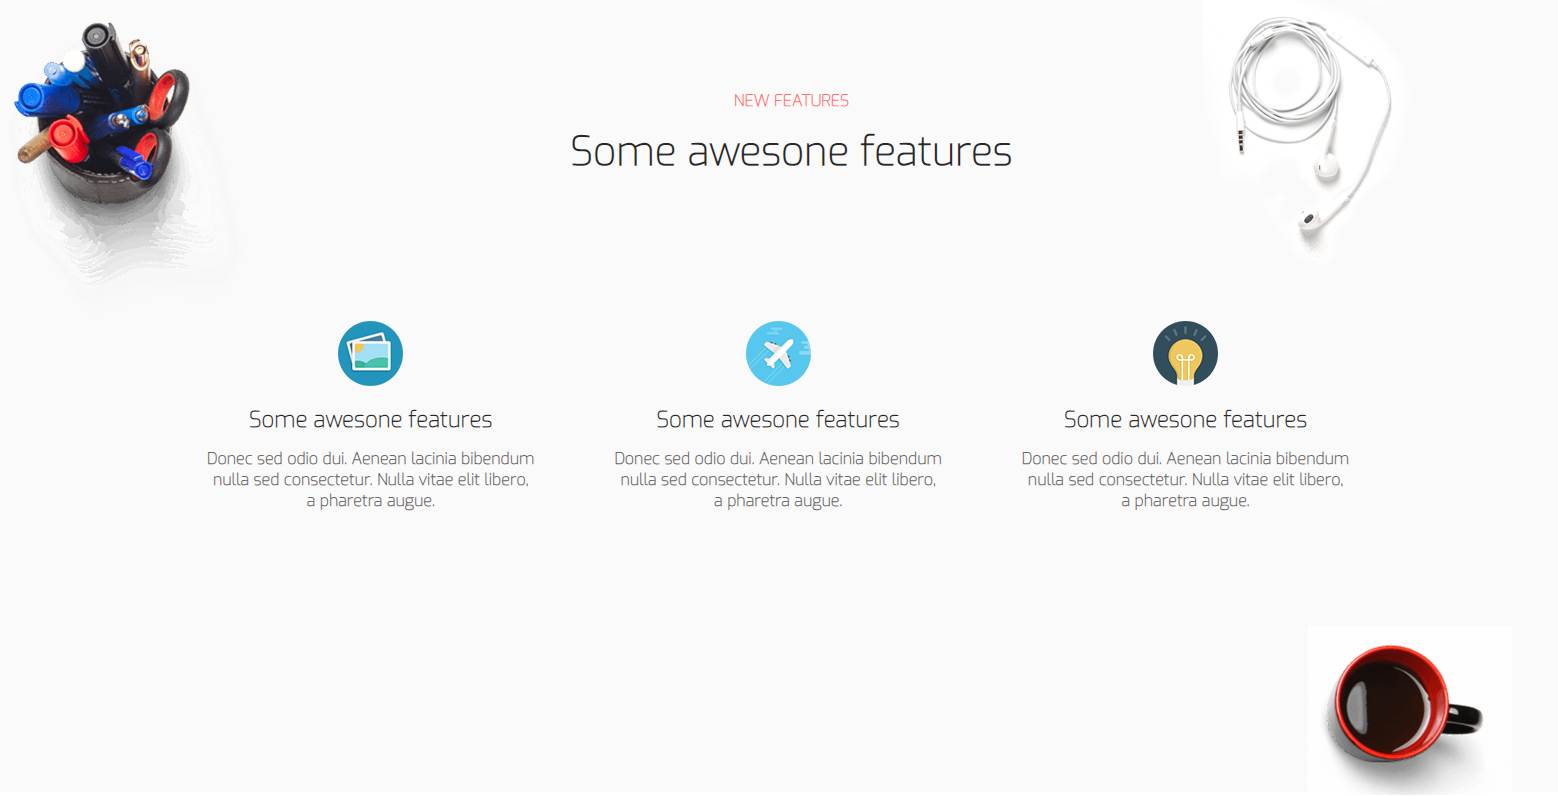 NEW FEATURES
Some awesone features
Some awesone features
Donec sed odio dui. Aenean lacinia bibendum
nulla sed consectetur. Nulla vitae elit libero,
a pharetra augue.
Some awesone features
Donec sed odio dui. Aenean lacinia bibendum
nulla sed consectetur. Nulla vitae elit libero,
a pharetra augue.
Some awesone features
Donec sed odio dui. Aenean lacinia bibendum
nulla sed consectetur. Nulla vitae elit libero,
a pharetra augue.